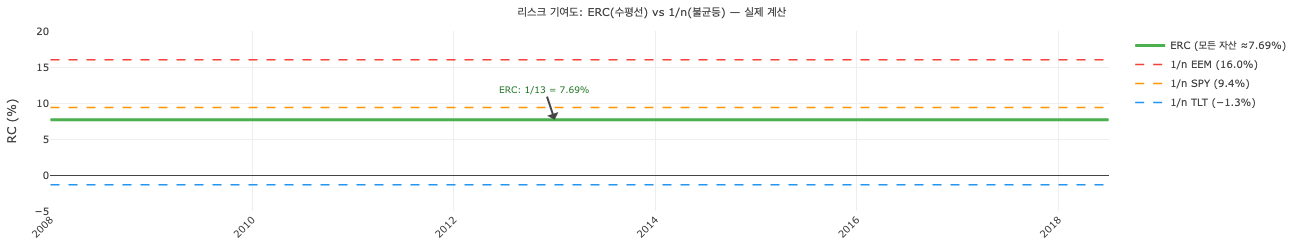 리스크 기여도: ERC(수평선) vs 1/n(불균등) — 실제 계산
RC (%)
20
15
10
5
0
−5
2008
2010
2012
2014
2016
2018
ERC: 1/13 = 7.69%
ERC (모든 자산 ≈7.69%)
1/n EEM (16.0%)
1/n SPY (9.4%)
1/n TLT (−1.3%)